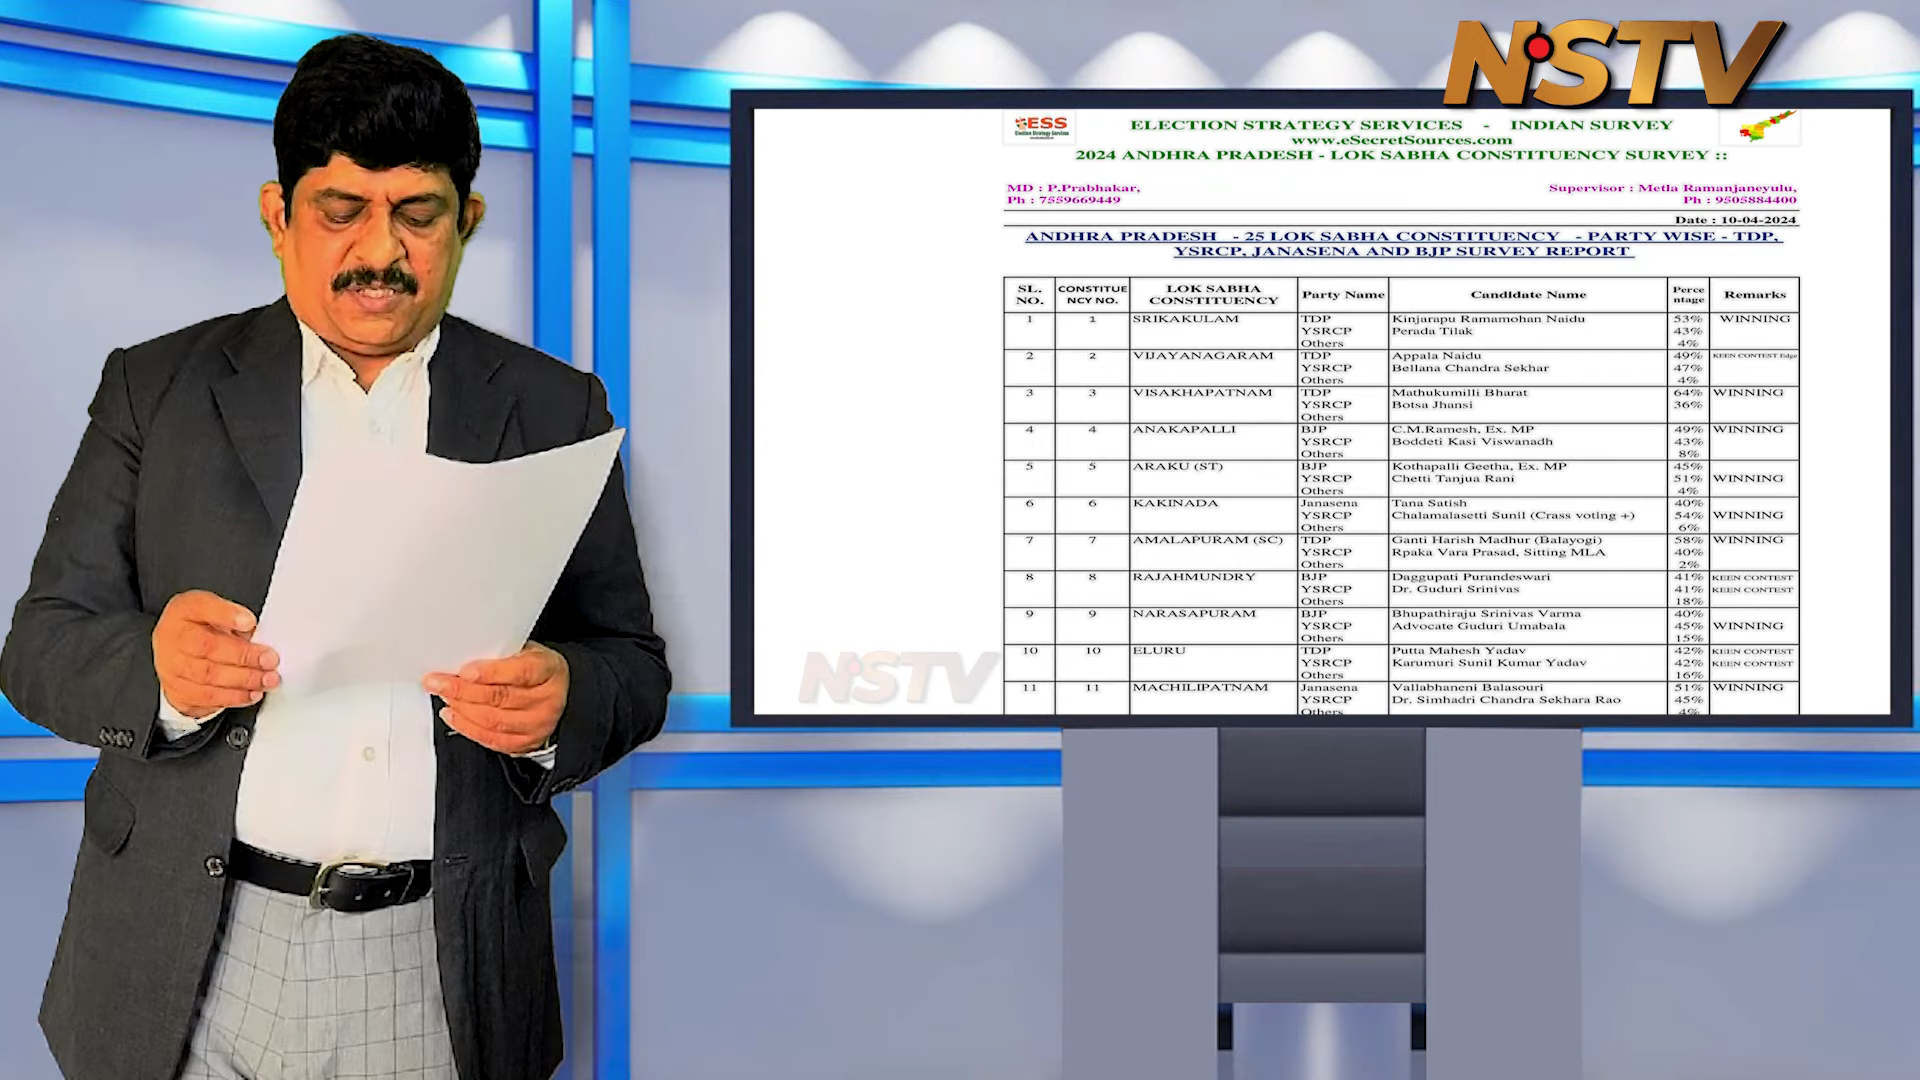 NSTV
ESS
Election Strategy Services
ELECTION STRATEGY SERVICES - INDIAN SURVEY
www.eSecretSources.com
2024 ANDHRA PRADESH - LOK SABHA CONSTITUENCY SURVEY ::
MD : P.Prabhakar,
Ph : 7559669449
Supervisor : Metla Ramanjaneyulu,
Ph : 9505884400
Date : 10-04-2024
ANDHRA PRADESH - 25 LOK SABHA CONSTITUENCY - PARTY WISE - TDP,
YSRCP, JANASENA AND BJP SURVEY REPORT
SL. NO. CONSTITUE NCY NO. LOK SABHA CONSTITUENCY Party Name Candidate Name Perce ntage Remarks
1 1 SRIKAKULAM TDP Kinjarapu Ramamohan Naidu 53% WINNING
YSRCP Perada Tilak 43%
Others 4%
2 2 VIJAYANAGARAM TDP Appala Naidu 49% KEEN CONTEST Edge
YSRCP Bellana Chandra Sekhar 47%
Others 4%
3 3 VISAKHAPATNAM TDP Mathukumilli Bharat 64% WINNING
YSRCP Botsa Jhansi 36%
Others
4 4 ANAKAPALLI BJP C.M.Ramesh, Ex. MP 49% WINNING
YSRCP Boddeti Kasi Viswanadh 43%
Others 8%
5 5 ARAKU (ST) BJP Kothapalli Geetha, Ex. MP 45%
YSRCP Chetti Tanjua Rani 51% WINNING
Others 4%
6 6 KAKINADA Janasena Tana Satish 40%
YSRCP Chalamalasetti Sunil (Crass voting +) 54% WINNING
Others 6%
7 7 AMALAPURAM (SC) TDP Ganti Harish Madhur (Balayogi) 58% WINNING
YSRCP Rpaka Vara Prasad, Sitting MLA 40%
Others 2%
8 8 RAJAHMUNDRY BJP Daggupati Purandeswari 41% KEEN CONTEST
YSRCP Dr. Guduri Srinivas 41% KEEN CONTEST
Others 18%
9 9 NARASAPURAM BJP Bhupathiraju Srinivas Varma 40%
YSRCP Advocate Guduri Umabala 45% WINNING
Others 15%
10 10 ELURU TDP Putta Mahesh Yadav 42% KEEN CONTEST
YSRCP Karumuri Sunil Kumar Yadav 42% KEEN CONTEST
Others 16%
11 11 MACHILIPATNAM Janasena Vallabhaneni Balasouri 51% WINNING
YSRCP Dr. Simhadri Chandra Sekhara Rao 45%
Others 4%
NSTV